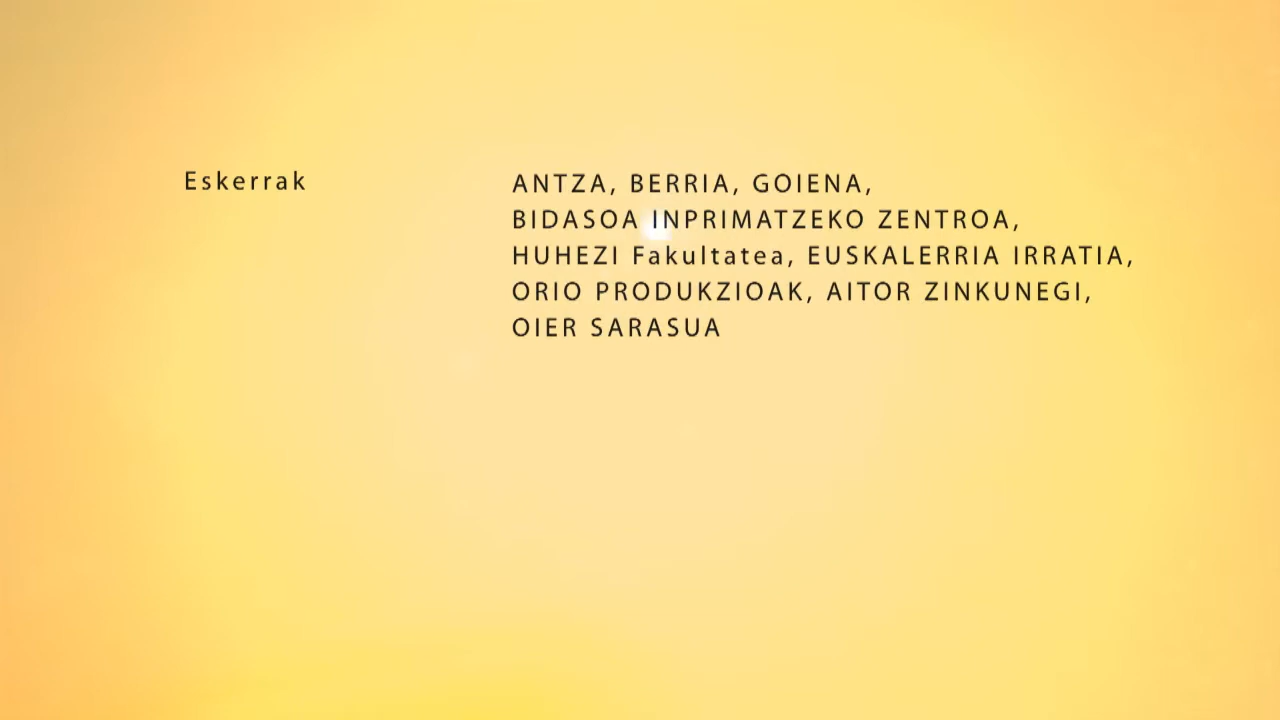 Eskerrak
ANTZA, BERRIA, GOIENA,
BIDASOA INPRIMATZEKO ZENTROA,
HUHEZI Fakultatea, EUSKALERRIA IRRATIA,
ORIO PRODUKZIOAK, AITOR ZINKUNEGI,
OIER SARASUA